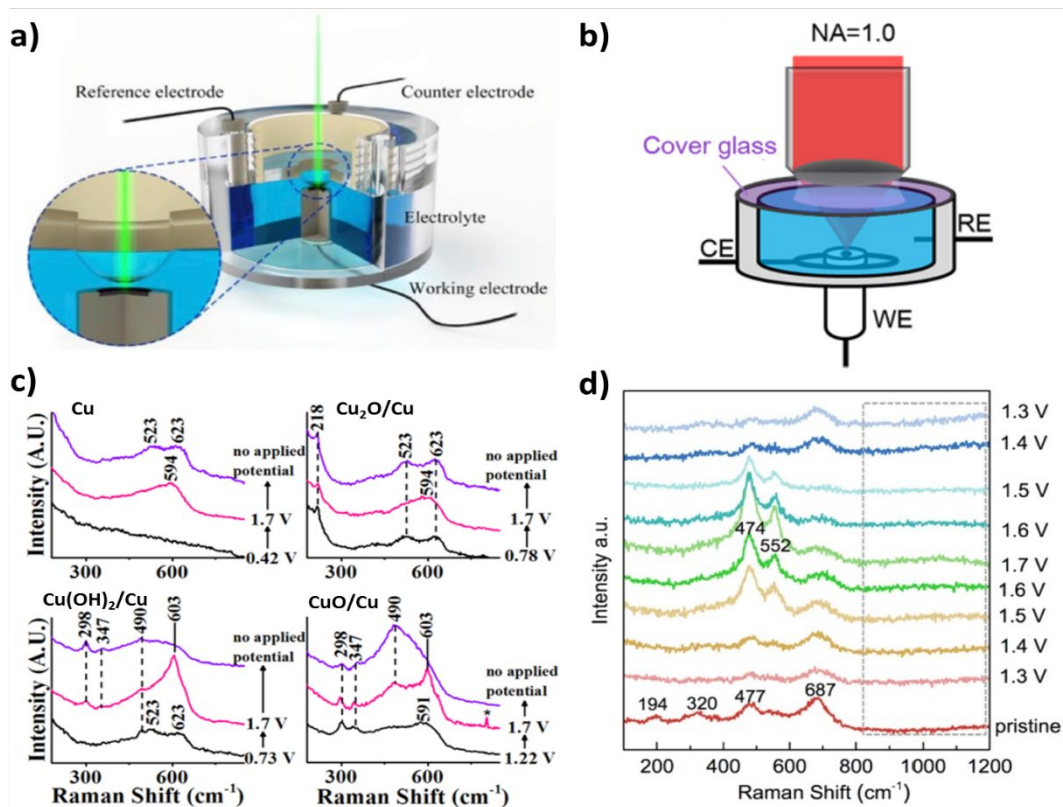 a)
Reference electrode
Counter electrode
Electrolyte
Working electrode
b)
NA=1.0
Cover glass
CE
RE
WE
c)
Cu
Intensity (A.U.)
523
623
594
no applied
potential
1.7 V
0.42 V
300
600
Cu₂O/Cu
218
523
623
594
no applied
potential
1.7 V
0.78 V
300
600
Cu(OH)₂/Cu
Intensity (A.U.)
298
347
490
603
523
623
no applied
potential
1.7 V
0.73 V
300
600
Raman Shift (cm⁻¹)
CuO/Cu
298
347
490
603
591
*
no applied
potential
1.7 V
1.22 V
300
600
Raman Shift (cm⁻¹)
d)
Intensity a.u.
1.3 V
1.4 V
1.5 V
1.6 V
474
552
1.7 V
1.6 V
1.5 V
1.4 V
1.3 V
194
320
477
687
pristine
200
400
600
800
1000
1200
Raman Shift (cm⁻¹)